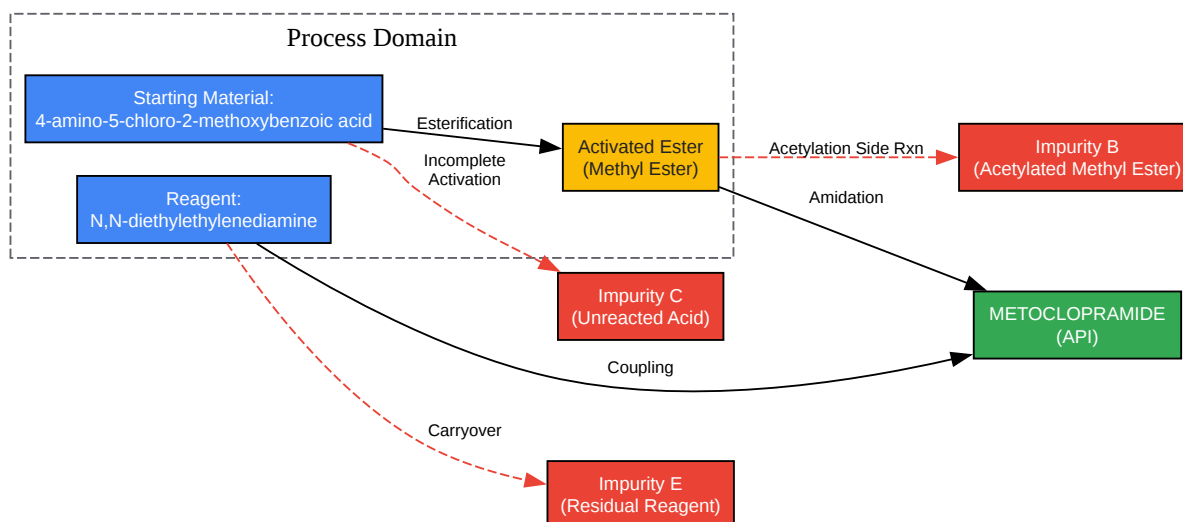 Process Domain
Starting Material:
4-amino-5-chloro-2-methoxybenzoic acid
Esterification
Incomplete
Activation
Activated Ester
(Methyl Ester)
Acetylation Side Rxn
Impurity B
(Acetylated Methyl Ester)
Reagent:
N,N-diethylethylenediamine
Amidation
Impurity C
(Unreacted Acid)
METOCLOPRAMIDE
(API)
Coupling
Carryover
Impurity E
(Residual Reagent)